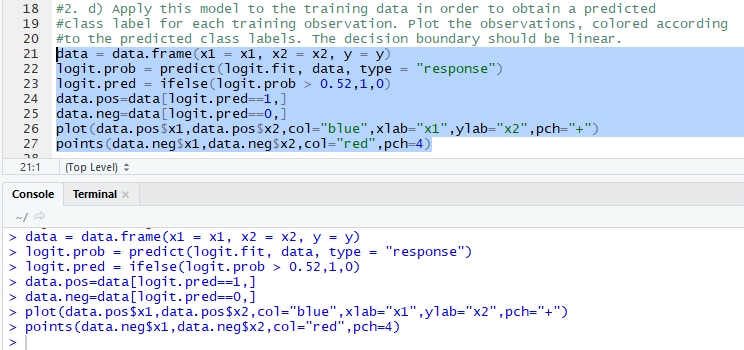 18 #2. d) Apply this model to the training data in order to obtain a predicted
19 #class label for each training observation. Plot the observations, colored according
20 #to the predicted class labels. The decision boundary should be linear.
21 data = data.frame(x1 = x1, x2 = x2, y = y)
22 logit.prob = predict(logit.fit, data, type = "response")
23 logit.pred = ifelse(logit.prob > 0.52,1,0)
24 data.pos=data[logit.pred==1,]
25 data.neg=data[logit.pred==0,]
26 plot(data.pos$x1,data.pos$x2,col="blue",xlab="x1",ylab="x2",pch="+")
27 points(data.neg$x1,data.neg$x2,col="red",pch=4)
28
21:1 (Top Level)
Console Terminal ×
~/
> data = data.frame(x1 = x1, x2 = x2, y = y)
> logit.prob = predict(logit.fit, data, type = "response")
> logit.pred = ifelse(logit.prob > 0.52,1,0)
> data.pos=data[logit.pred==1,]
> data.neg=data[logit.pred==0,]
> plot(data.pos$x1,data.pos$x2,col="blue",xlab="x1",ylab="x2",pch="+")
> points(data.neg$x1,data.neg$x2,col="red",pch=4)
>